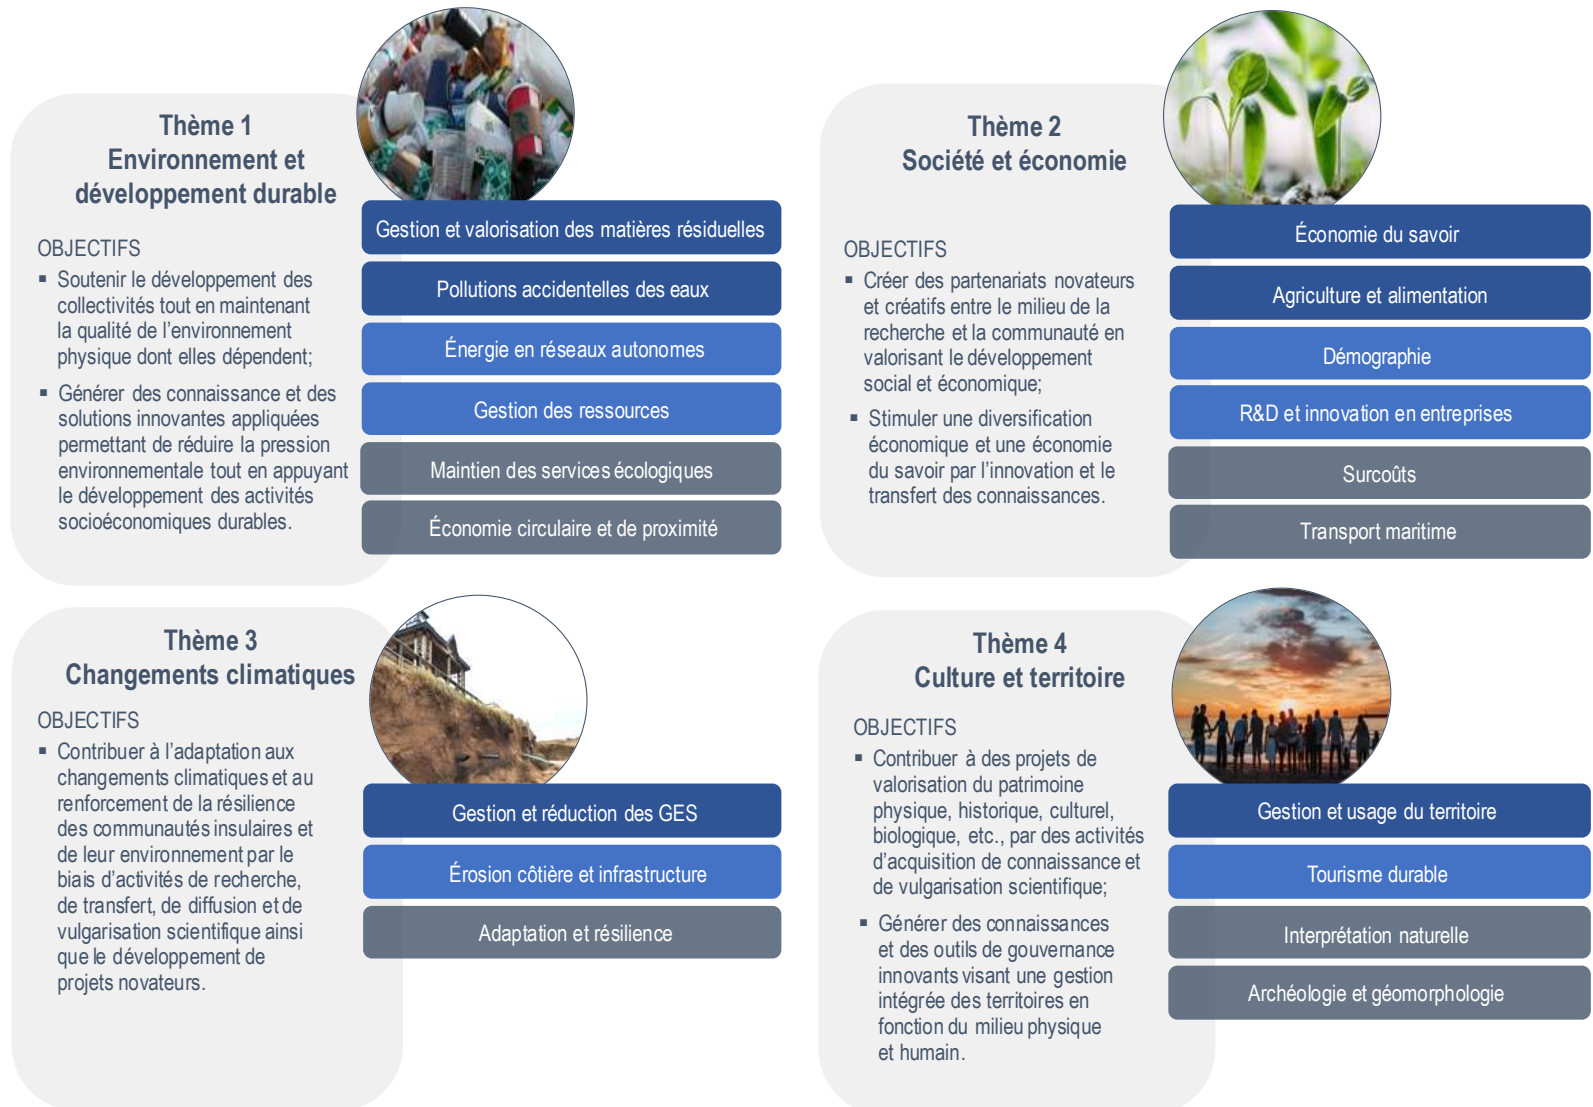 Thème 1
Environnement et
développement durable
OBJECTIFS
▪ Soutenir le développement des
collectivités tout en maintenant
la qualité de l'environnement
physique dont elles dépendent;
▪ Générer des connaissance et des
solutions innovantes appliquées
permettant de réduire la pression
environnementale tout en appuyant
le développement des activités
socioéconomiques durables.
Gestion et valorisation des matières résiduelles
Pollutions accidentelles des eaux
Énergie en réseaux autonomes
Gestion des ressources
Maintien des services écologiques
Économie circulaire et de proximité
Thème 2
Société et économie
OBJECTIFS
▪ Créer des partenariats novateurs
et créatifs entre le milieu de la
recherche et la communauté en
valorisant le développement
social et économique;
▪ Stimuler une diversification
économique et une économie
du savoir par l'innovation et le
transfert des connaissances.
Économie du savoir
Agriculture et alimentation
Démographie
R&D et innovation en entreprises
Surcoûts
Transport maritime
Thème 3
Changements climatiques
OBJECTIFS
▪ Contribuer à l'adaptation aux
changements climatiques et au
renforcement de la résilience
des communautés insulaires et
de leur environnement par le
biais d'activités de recherche,
de transfert, de diffusion et de
vulgarisation scientifique ainsi
que le développement de
projets novateurs.
Gestion et réduction des GES
Érosion côtière et infrastructure
Adaptation et résilience
Thème 4
Culture et territoire
OBJECTIFS
▪ Contribuer à des projets de
valorisation du patrimoine
physique, historique, culturel,
biologique, etc., par des activités
d'acquisition de connaissance et
de vulgarisation scientifique;
▪ Générer des connaissances
et des outils de gouvernance
innovants visant une gestion
intégrée des territoires en
fonction du milieu physique
et humain.
Gestion et usage du territoire
Tourisme durable
Interprétation naturelle
Archéologie et géomorphologie